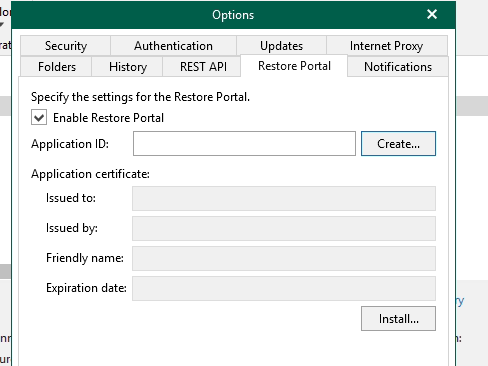 Options
Security Authentication Updates Internet Proxy
Folders History REST API Restore Portal Notifications
Specify the settings for the Restore Portal.
Enable Restore Portal
Application ID: Create...
Application certificate:
Issued to:
Issued by:
Friendly name:
Expiration date:
Install...